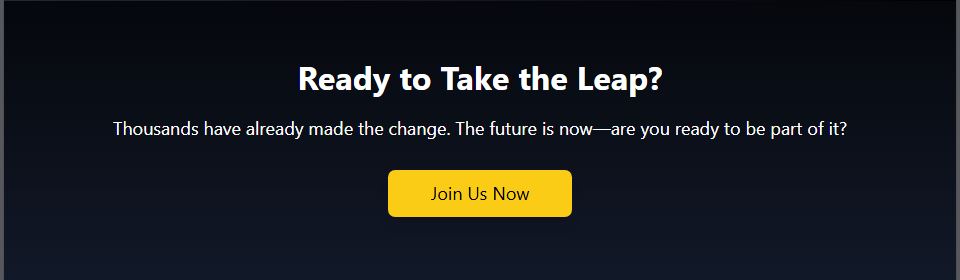 Ready to Take the Leap?
Thousands have already made the change. The future is now—are you ready to be part of it?
Join Us Now